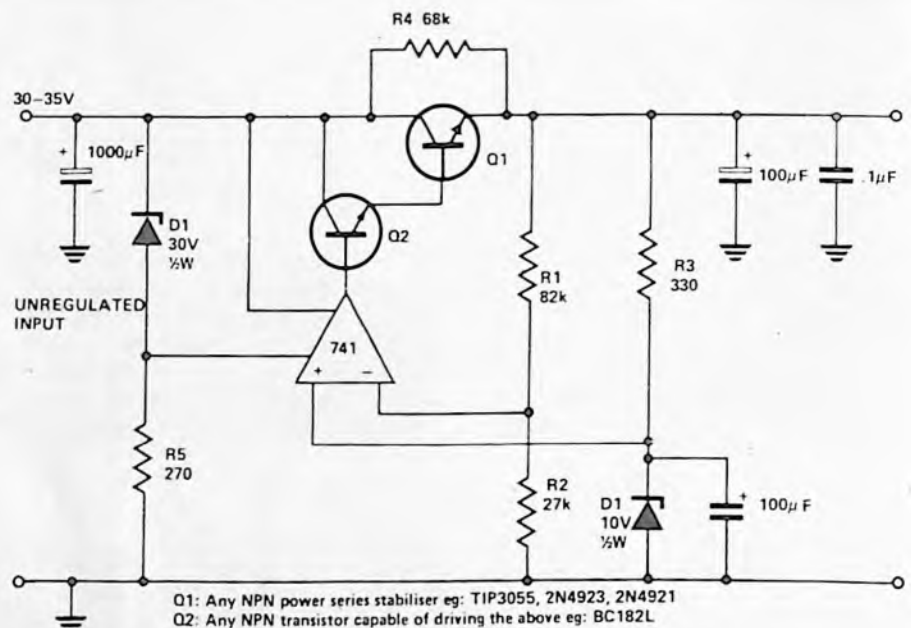 R4 68k
30–35V
+
1000µF
Q1
+
100µF
.1µF
D1
30V
½W
Q2
R1
82k
R3
330
UNREGULATED
INPUT
741
+ −
R5
270
R2
27k
D1
10V
½W
+
100µF
Q1: Any NPN power series stabiliser eg: TIP3055, 2N4923, 2N4921
Q2: Any NPN transistor capable of driving the above eg: BC182L